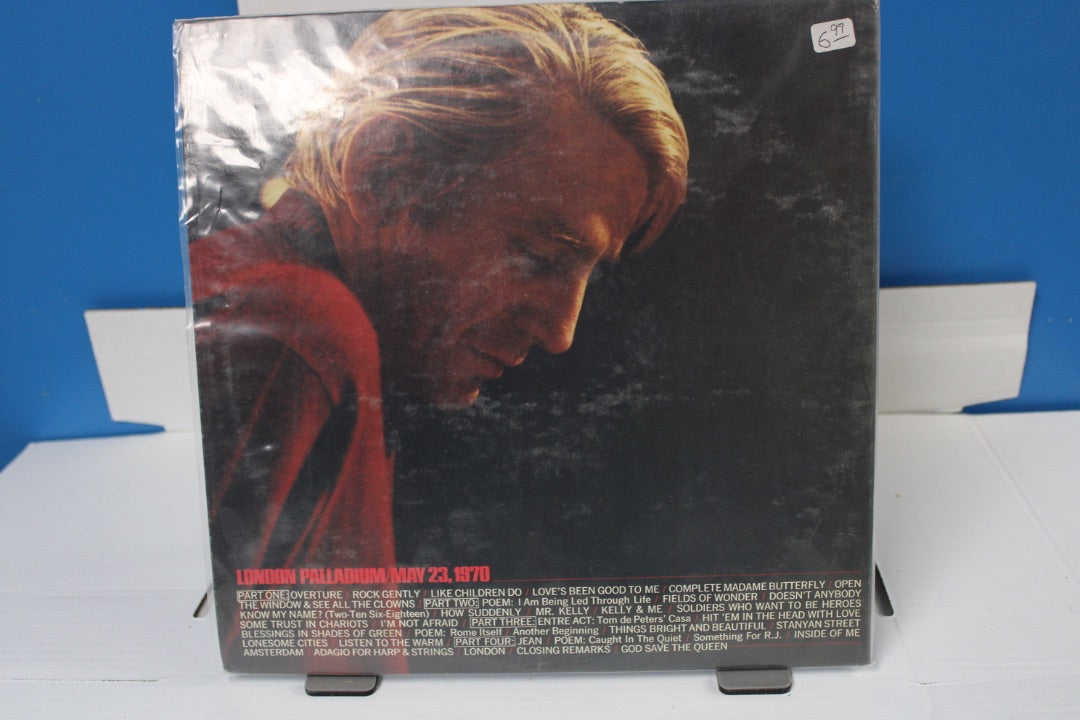 6 99
LONDON PALLADIUM/MAY 23, 1970
PART ONE: OVERTURE / ROCK GENTLY / LIKE CHILDREN DO / LOVE'S BEEN GOOD TO ME / COMPLETE MADAME BUTTERFLY / OPEN
THE WINDOW & SEE ALL THE CLOWNS / PART TWO: POEM: I Am Being Led Through Life / FIELDS OF WONDER / DOESN'T ANYBODY
KNOW MY NAME? (Two-Ten Six-Eighteen) / HOW SUDDENLY / MR. KELLY / KELLY & ME / SOLDIERS WHO WANT TO BE HEROES
SOME TRUST IN CHARIOTS / I'M NOT AFRAID / PART THREE: ENTRE ACT: Tom de Peters' Casa / HIT 'EM IN THE HEAD WITH LOVE
BLESSINGS IN SHADES OF GREEN / POEM: Rome Itself / Another Beginning / THINGS BRIGHT AND BEAUTIFUL / STANYAN STREET
LONESOME CITIES / LISTEN TO THE WARM / PART FOUR: JEAN / POEM: Caught In The Quiet / Something For R.J. / INSIDE OF ME
AMSTERDAM / ADAGIO FOR HARP & STRINGS / LONDON / CLOSING REMARKS / GOD SAVE THE QUEEN